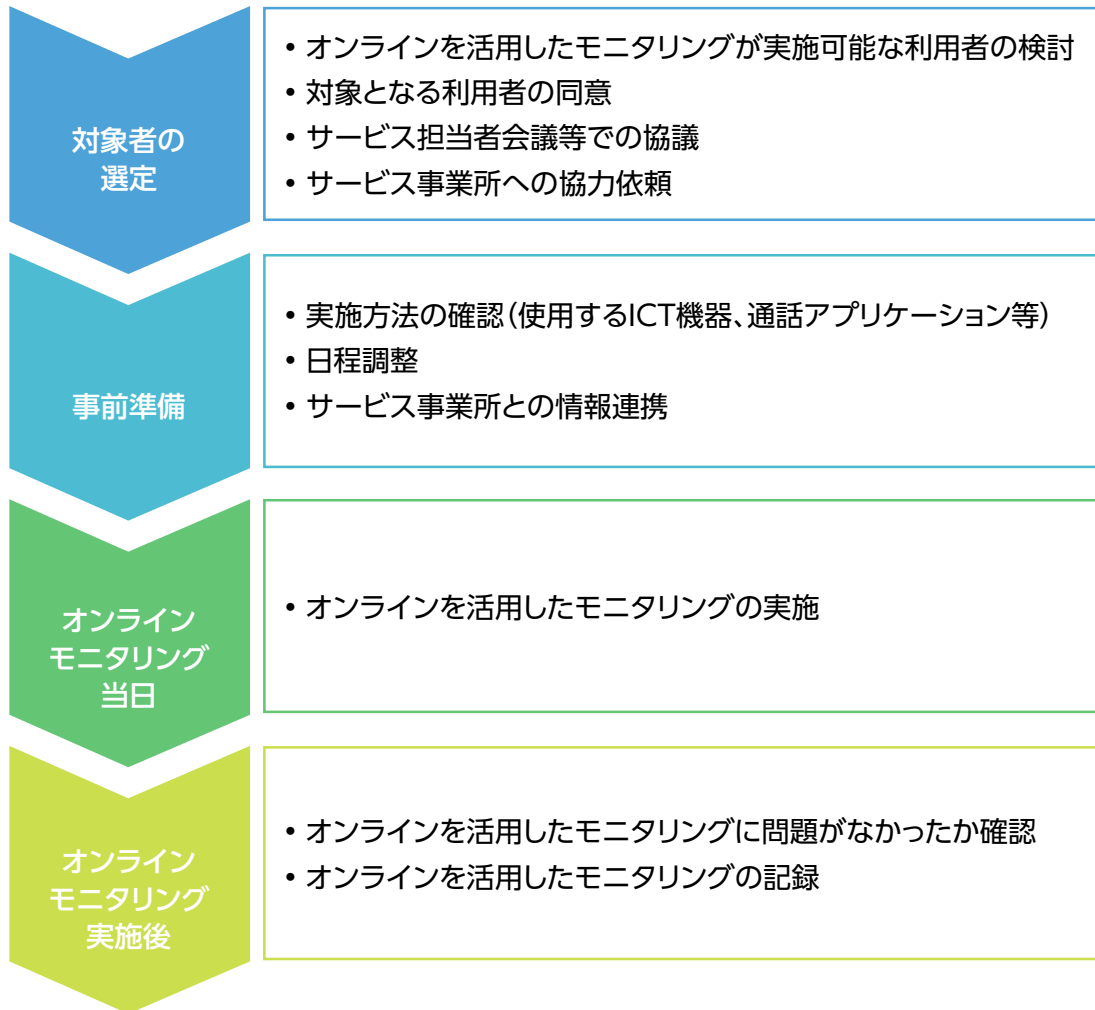 対象者の
選定
• オンラインを活用したモニタリングが実施可能な利用者の検討
• 対象となる利用者の同意
• サービス担当者会議等での協議
• サービス事業所への協力依頼
事前準備
• 実施方法の確認（使用するICT機器、通話アプリケーション等）
• 日程調整
• サービス事業所との情報連携
オンライン
モニタリング
当日
• オンラインを活用したモニタリングの実施
オンライン
モニタリング
実施後
• オンラインを活用したモニタリングに問題がなかったか確認
• オンラインを活用したモニタリングの記録